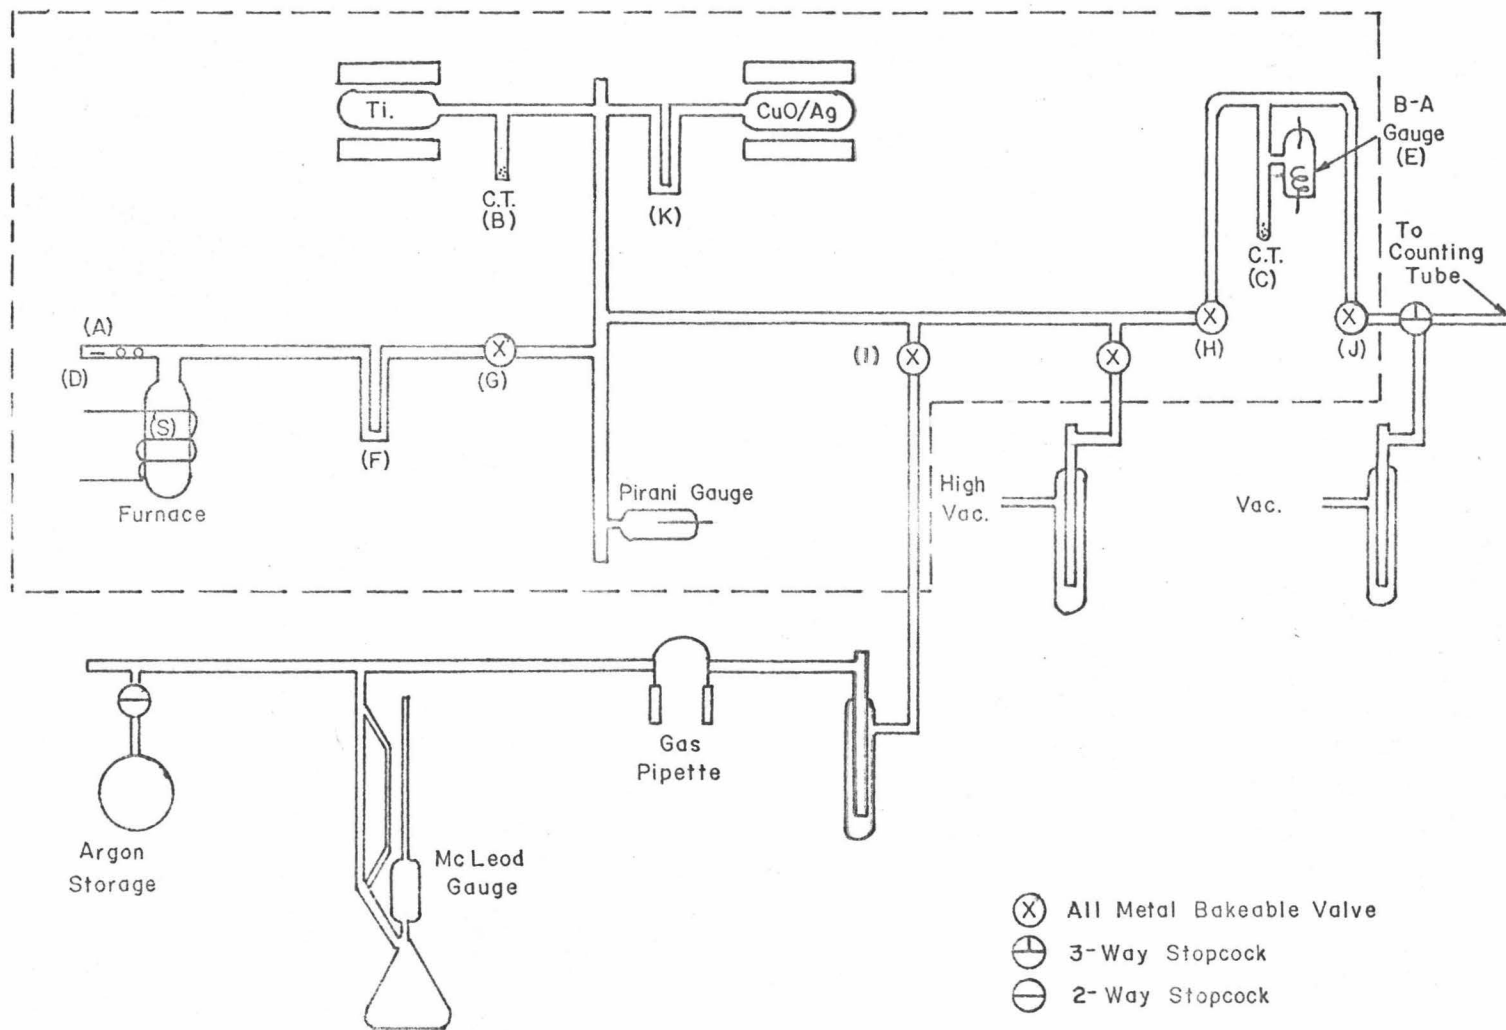 Ti.
CuO/Ag
B-A
Gauge
(E)
C.T.
(B)
(K)
C.T.
(C)
To
Counting
Tube
(A)
(D)
(S)
Furnace
(F)
X
(G)
(I)
X
X
X
(H)
X
(J)
Pirani Gauge
High
Vac.
Vac.
Gas
Pipette
Argon
Storage
Mc Leod
Gauge
X All Metal Bakeable Valve
3-Way Stopcock
2-Way Stopcock